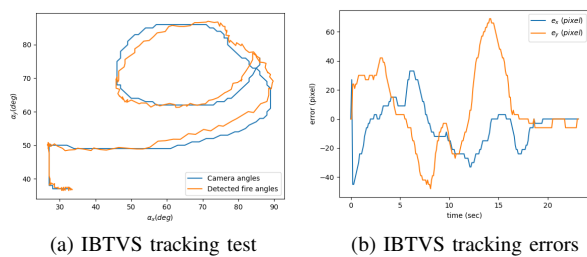 90
80
70
60
50
40
αy(deg)
30
40
50
60
70
80
90
αx(deg)
Camera angles
Detected fire angles
(a) IBTVS tracking test
60
40
20
0
−20
−40
error (pixel)
0
5
10
15
20
time (sec)
ex (pixel)
ey (pixel)
(b) IBTVS tracking errors